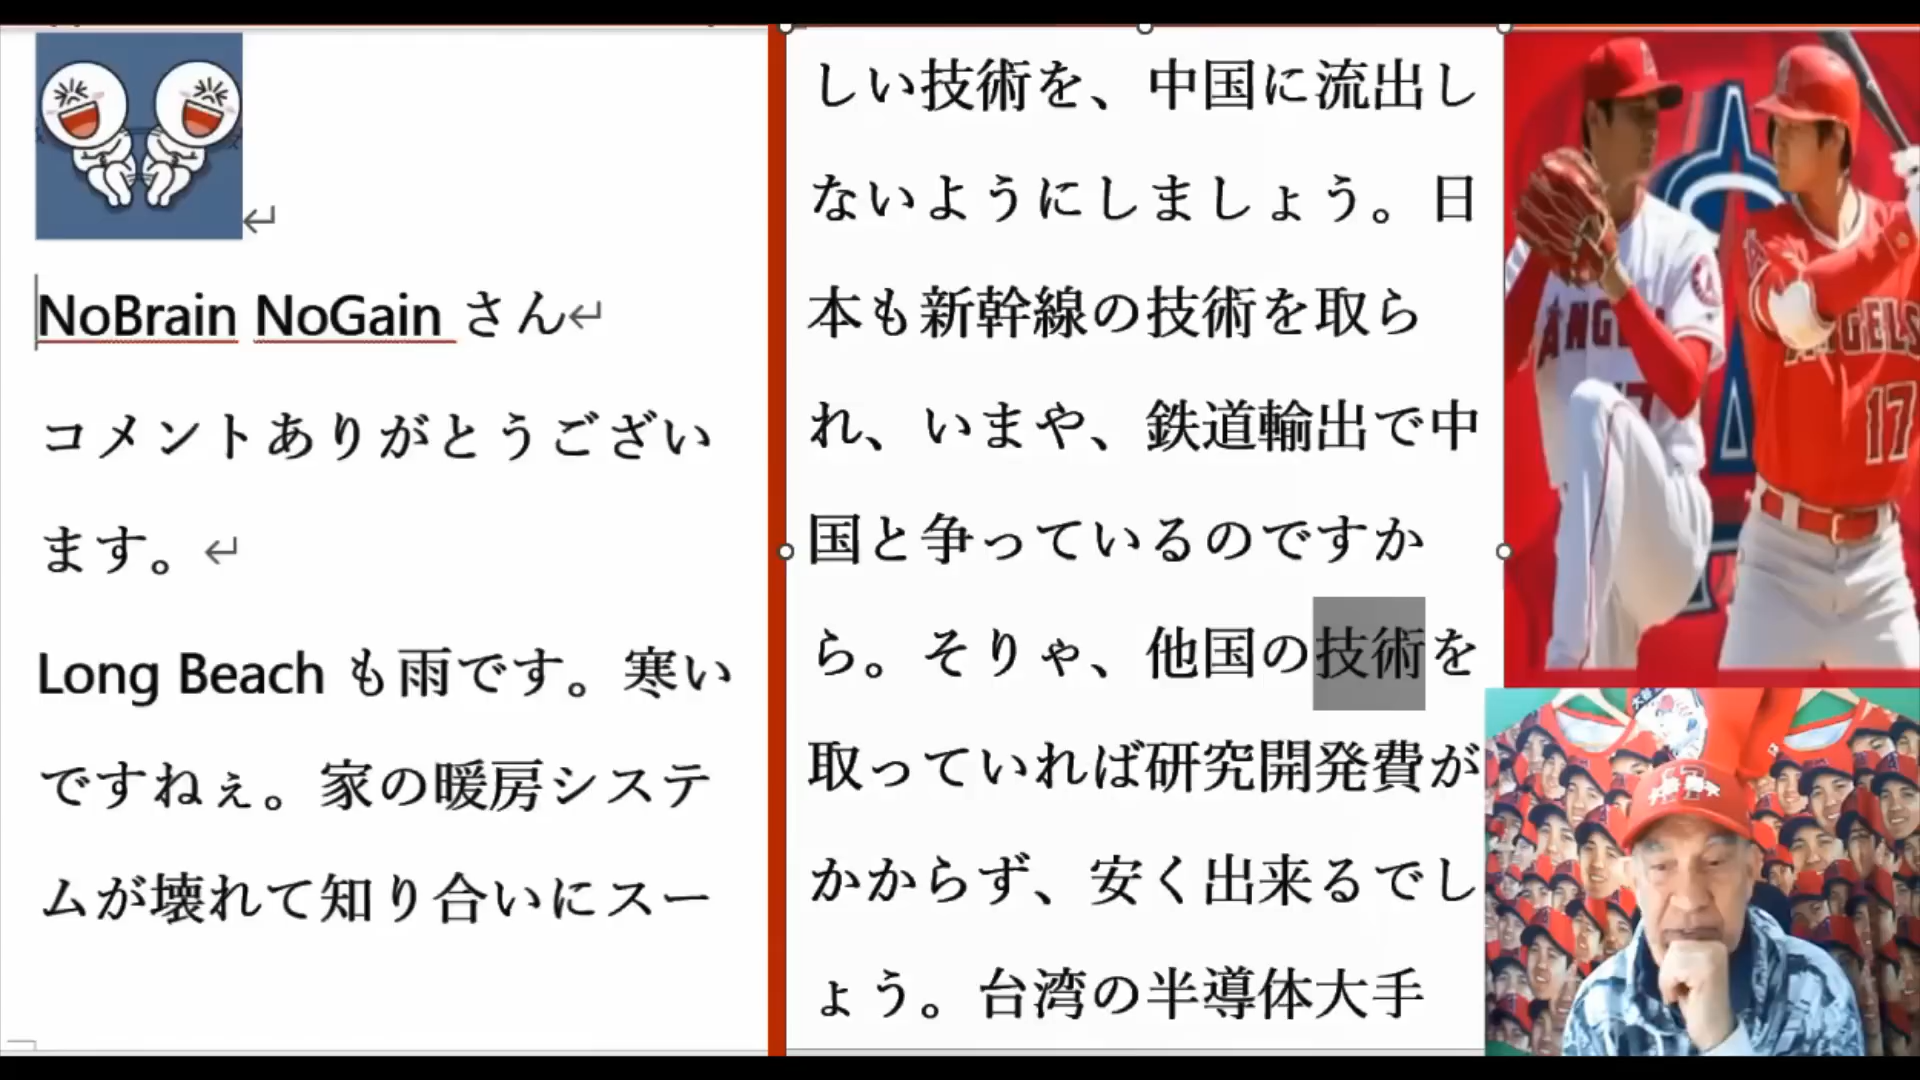 NoBrain NoGain さん
コメントありがとうござい
ます。
Long Beach も雨です。寒い
ですねぇ。家の暖房システ
ムが壊れて知り合いにスー
しい技術を、中国に流出し
ないようにしましょう。日
本も新幹線の技術を取ら
れ、いまや、鉄道輸出で中
国と争っているのですか
ら。そりゃ、他国の技術を
取っていれば研究開発費が
かからず、安く出来るでし
ょう。台湾の半導体大手
ANGELS
17